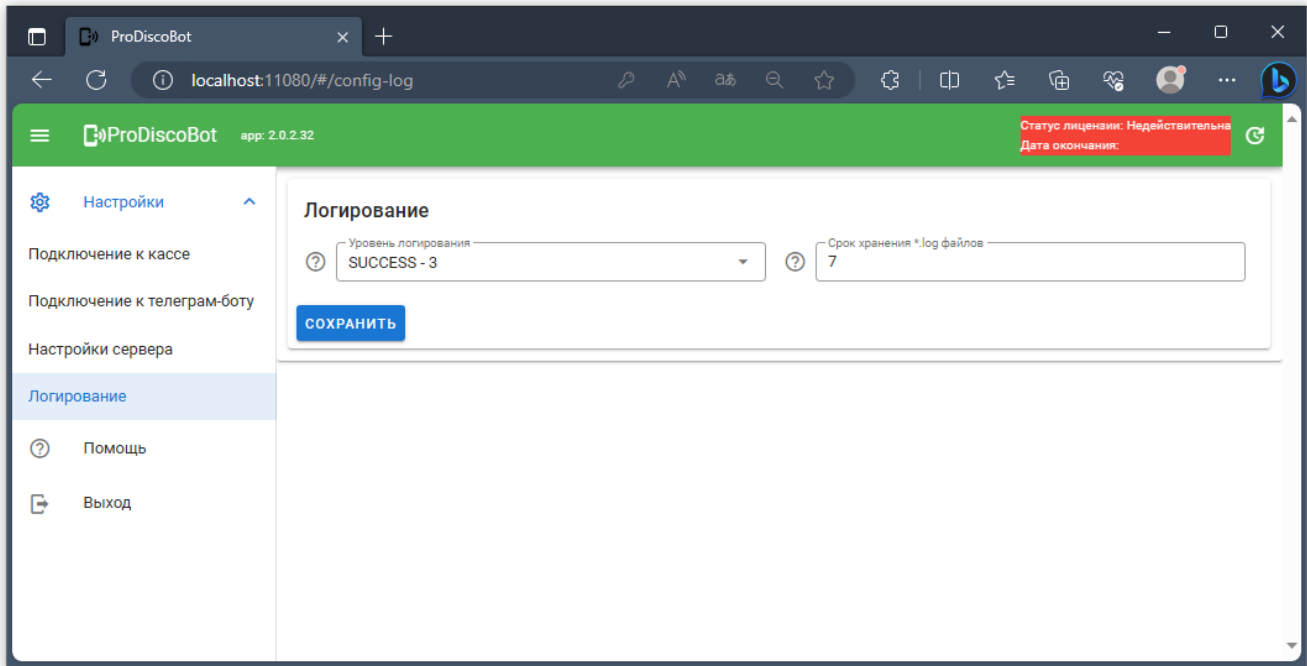 ProDiscoBot
localhost:11080/#/config-log
ProDiscoBot app: 2.0.2.32
Статус лицензии: Недействительна
Дата окончания:
Настройки
Подключение к кассе
Подключение к телеграм-боту
Настройки сервера
Логирование
Помощь
Выход
Логирование
Уровень логирования
SUCCESS - 3
Срок хранения *.log файлов
7
СОХРАНИТЬ